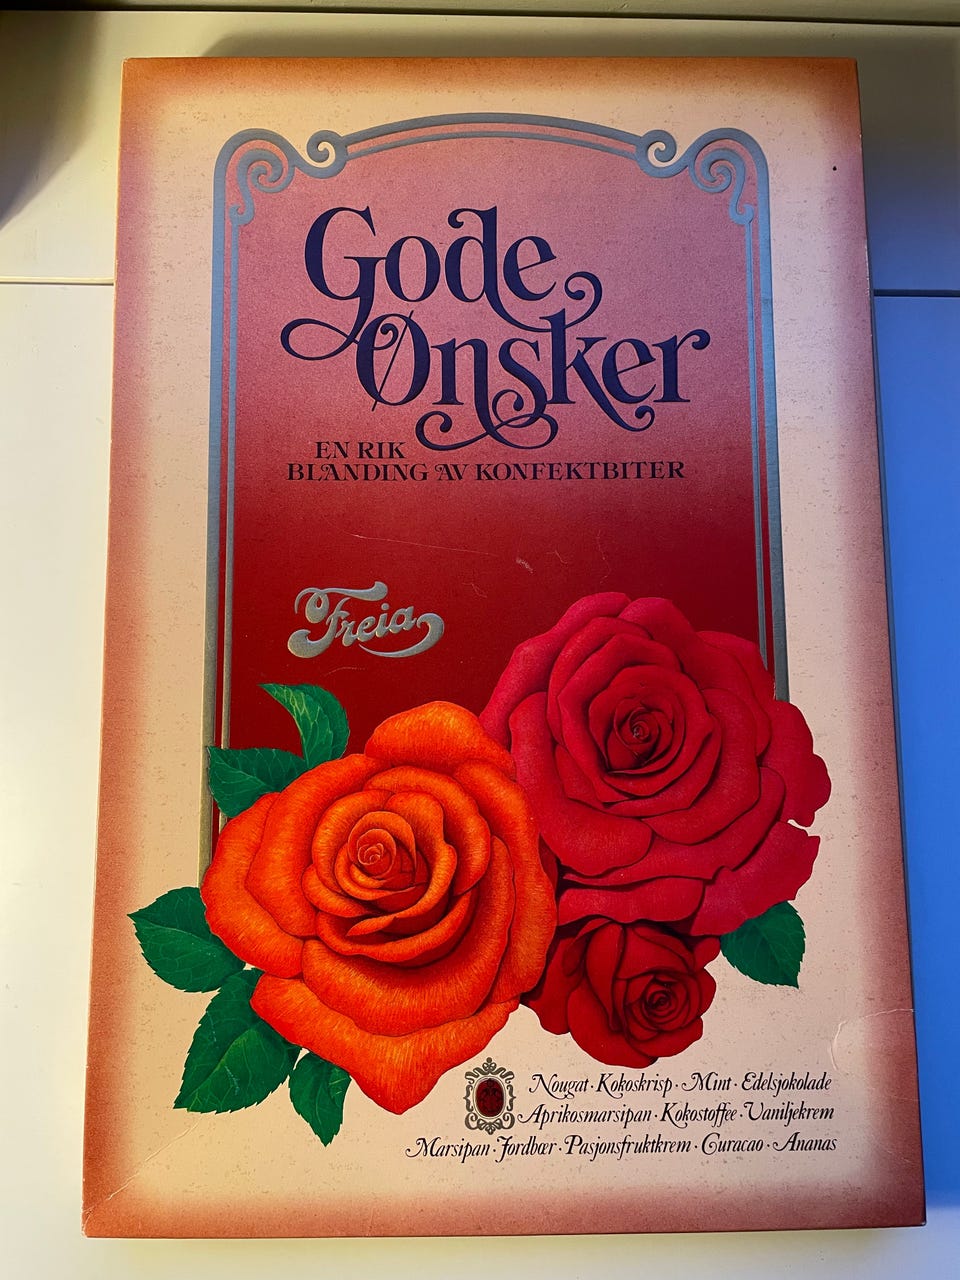 Gode
Ønsker
EN RIK
BLANDING AV KONFEKTBITER
Freia
Nougat · Kokoskrisp · Mint · Edelsjokolade
Aprikosmarsipan · Kokostoffee · Vaniljekrem
Marsipan · Jordbær · Pasjonsfruktkrem · Curacao · Ananas